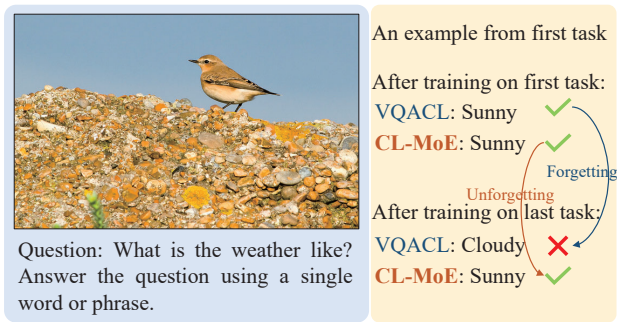 Question: What is the weather like?
Answer the question using a single
word or phrase.
An example from first task
After training on first task:
VQACL: Sunny
CL-MoE: Sunny
Forgetting
Unforgetting
After training on last task:
VQACL: Cloudy
CL-MoE: Sunny